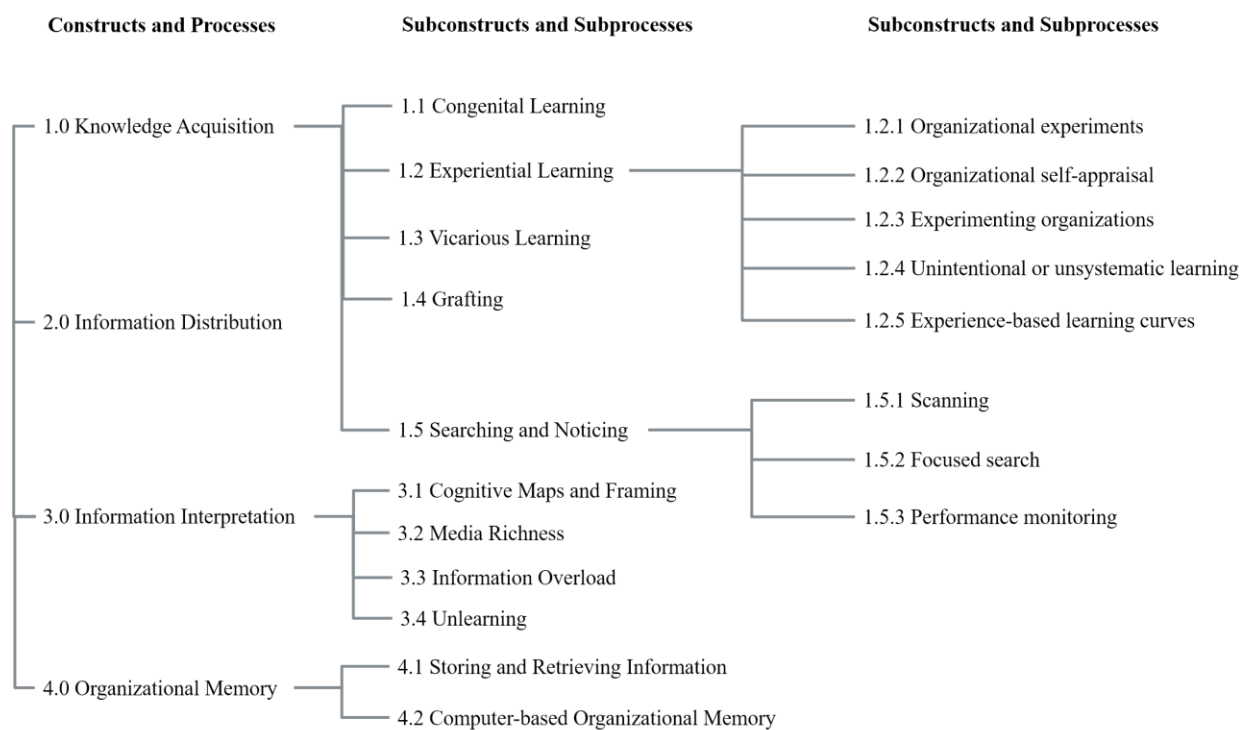 Constructs and Processes
Subconstructs and Subprocesses
Subconstructs and Subprocesses
1.0 Knowledge Acquisition
1.1 Congenital Learning
1.2 Experiential Learning
1.2.1 Organizational experiments
1.2.2 Organizational self-appraisal
1.2.3 Experimenting organizations
1.2.4 Unintentional or unsystematic learning
1.2.5 Experience-based learning curves
1.3 Vicarious Learning
1.4 Grafting
1.5 Searching and Noticing
1.5.1 Scanning
1.5.2 Focused search
1.5.3 Performance monitoring
2.0 Information Distribution
3.0 Information Interpretation
3.1 Cognitive Maps and Framing
3.2 Media Richness
3.3 Information Overload
3.4 Unlearning
4.0 Organizational Memory
4.1 Storing and Retrieving Information
4.2 Computer-based Organizational Memory